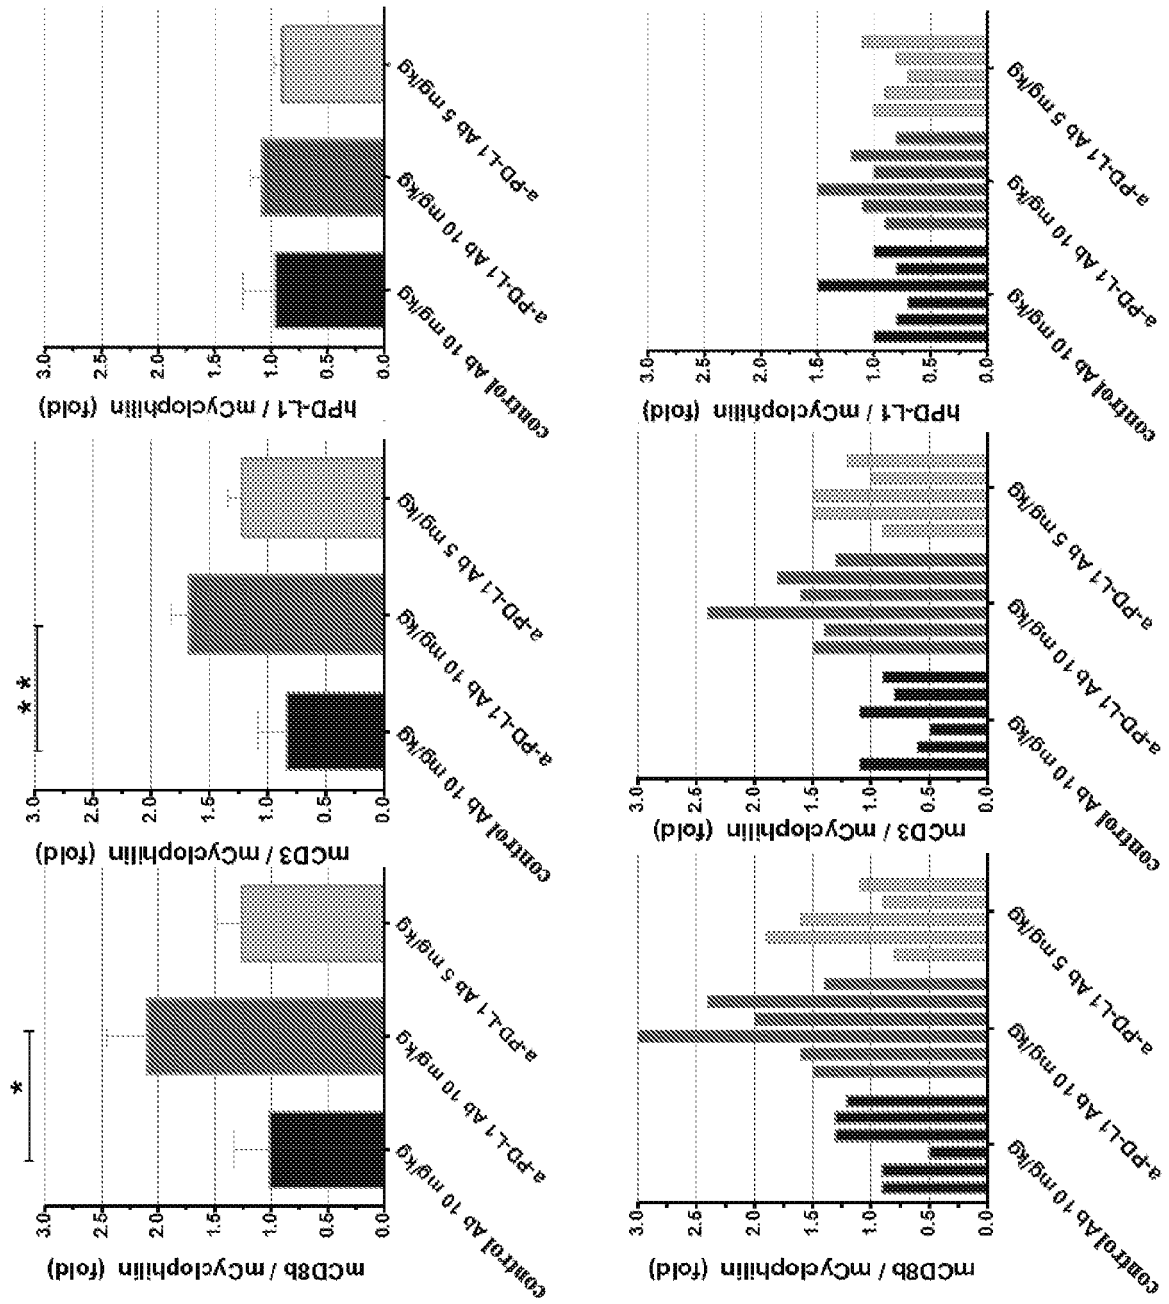 * 
mCD8b / mCyclophilin (fold)
3.0
2.5
2.0
1.5
1.0
0.5
0.0
control Ab 10 mg/kg
a-PD-L1 Ab 10 mg/kg
a-PD-L1 Ab 5 mg/kg
* *
mCD3 / mCyclophilin (fold)
3.0
2.5
2.0
1.5
1.0
0.5
0.0
control Ab 10 mg/kg
a-PD-L1 Ab 10 mg/kg
a-PD-L1 Ab 5 mg/kg
hPD-L1 / mCyclophilin (fold)
3.0
2.5
2.0
1.5
1.0
0.5
0.0
control Ab 10 mg/kg
a-PD-L1 Ab 10 mg/kg
a-PD-L1 Ab 5 mg/kg
mCD8b / mCyclophilin (fold)
3.0
2.5
2.0
1.5
1.0
0.5
0.0
controlAb 10 mg/kg
a-PD-L1 Ab 10 mg/kg
a-PD-L1 Ab 5 mg/kg
mCD3 / mCyclophilin (fold)
3.0
2.5
2.0
1.5
1.0
0.5
0.0
control Ab 10 mg/kg
a-PD-L1 Ab 10 mg/kg
a-PD-L1 Ab 5 mg/kg
hPD-L1 / mCyclophilin (fold)
3.0
2.5
2.0
1.5
1.0
0.5
0.0
control Ab 10 mg/kg
a-PD-L1 Ab 10 mg/kg
a-PD-L1 Ab 5 mg/kg